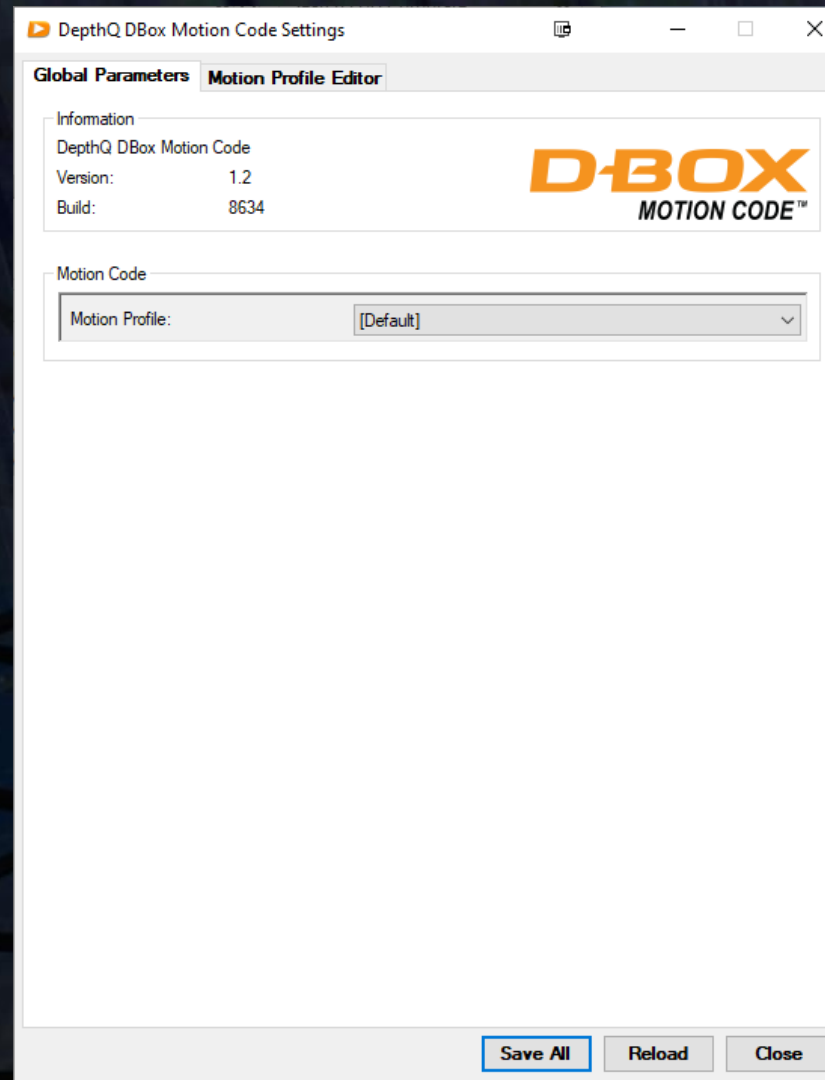 DepthQ DBox Motion Code Settings
Global Parameters Motion Profile Editor
Information
DepthQ DBox Motion Code
Version: 1.2
Build: 8634
D-BOX
MOTION CODE™
Motion Code
Motion Profile: [Default]
Save All Reload Close